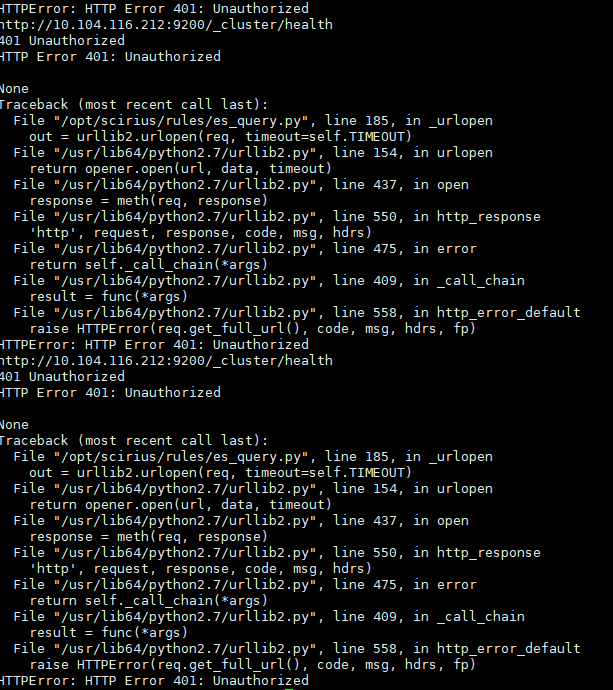 HTTPError: HTTP Error 401: Unauthorized
http://10.104.116.212:9200/_cluster/health
401 Unauthorized
HTTP Error 401: Unauthorized
None
Traceback (most recent call last):
  File "/opt/scirius/rules/es_query.py", line 185, in _urlopen
    out = urllib2.urlopen(req, timeout=self.TIMEOUT)
  File "/usr/lib64/python2.7/urllib2.py", line 154, in urlopen
    return opener.open(url, data, timeout)
  File "/usr/lib64/python2.7/urllib2.py", line 437, in open
    response = meth(req, response)
  File "/usr/lib64/python2.7/urllib2.py", line 550, in http_response
    'http', request, response, code, msg, hdrs)
  File "/usr/lib64/python2.7/urllib2.py", line 475, in error
    return self._call_chain(*args)
  File "/usr/lib64/python2.7/urllib2.py", line 409, in _call_chain
    result = func(*args)
  File "/usr/lib64/python2.7/urllib2.py", line 558, in http_error_default
    raise HTTPError(req.get_full_url(), code, msg, hdrs, fp)
HTTPError: HTTP Error 401: Unauthorized
http://10.104.116.212:9200/_cluster/health
401 Unauthorized
HTTP Error 401: Unauthorized
None
Traceback (most recent call last):
  File "/opt/scirius/rules/es_query.py", line 185, in _urlopen
    out = urllib2.urlopen(req, timeout=self.TIMEOUT)
  File "/usr/lib64/python2.7/urllib2.py", line 154, in urlopen
    return opener.open(url, data, timeout)
  File "/usr/lib64/python2.7/urllib2.py", line 437, in open
    response = meth(req, response)
  File "/usr/lib64/python2.7/urllib2.py", line 550, in http_response
    'http', request, response, code, msg, hdrs)
  File "/usr/lib64/python2.7/urllib2.py", line 475, in error
    return self._call_chain(*args)
  File "/usr/lib64/python2.7/urllib2.py", line 409, in _call_chain
    result = func(*args)
  File "/usr/lib64/python2.7/urllib2.py", line 558, in http_error_default
    raise HTTPError(req.get_full_url(), code, msg, hdrs, fp)
HTTPError: HTTP Error 401: Unauthorized